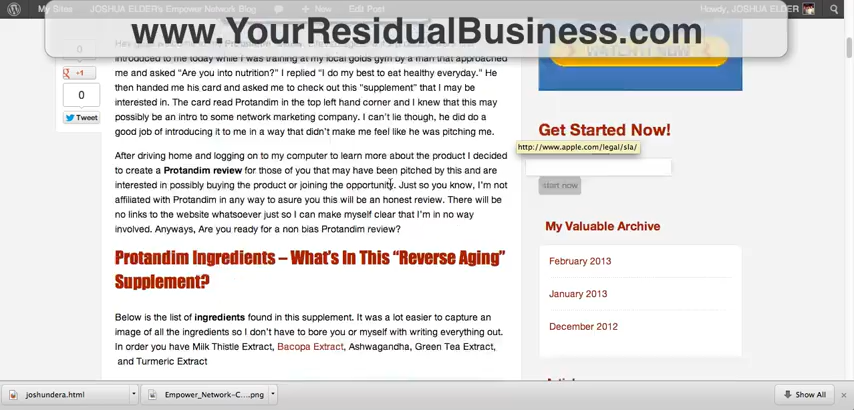 My Sites
JOSHUA ELDER's Empower Network Blog
+ New
Edit Post
Howdy, JOSHUA ELDER
www.YourResidualBusiness.com
introduced to me today while I was training at my local golds gym by a man that approached
me and asked “Are you into nutrition?” I replied “I do my best to eat healthy everyday.” He
then handed me his card and asked me to check out this “supplement” that I may be
interested in. The card read Protandim in the top left hand corner and I knew that this may
possibly be an intro to some network marketing company. I can’t lie though, he did do a
good job of introducing it to me in a way that didn’t make me feel like he was pitching me.
After driving home and logging on to my computer to learn more about the product I decided
to create a Protandim review for those of you that may have been pitched by this and are
interested in possibly buying the product or joining the opportunity. Just so you know, I’m not
affiliated with Protandim in any way to assure you this will be an honest review. There will be
no links to the website whatsoever just so I can make myself clear that I’m in no way
involved. Anyways, Are you ready for a non bias Protandim review?
Protandim Ingredients – What’s In This “Reverse Aging”
Supplement?
Below is the list of ingredients found in this supplement. It was a lot easier to capture an
image of all the ingredients so I don’t have to bore you or myself with writing everything out.
In order you have Milk Thistle Extract, Bacopa Extract, Ashwagandha, Green Tea Extract,
and Turmeric Extract
0
+1
0
Tweet
WATCH NOW
Get Started Now!
http://www.apple.com/legal/sla/
start now
My Valuable Archive
February 2013
January 2013
December 2012
joshundera.html
Empower_Network-C....png
Show All